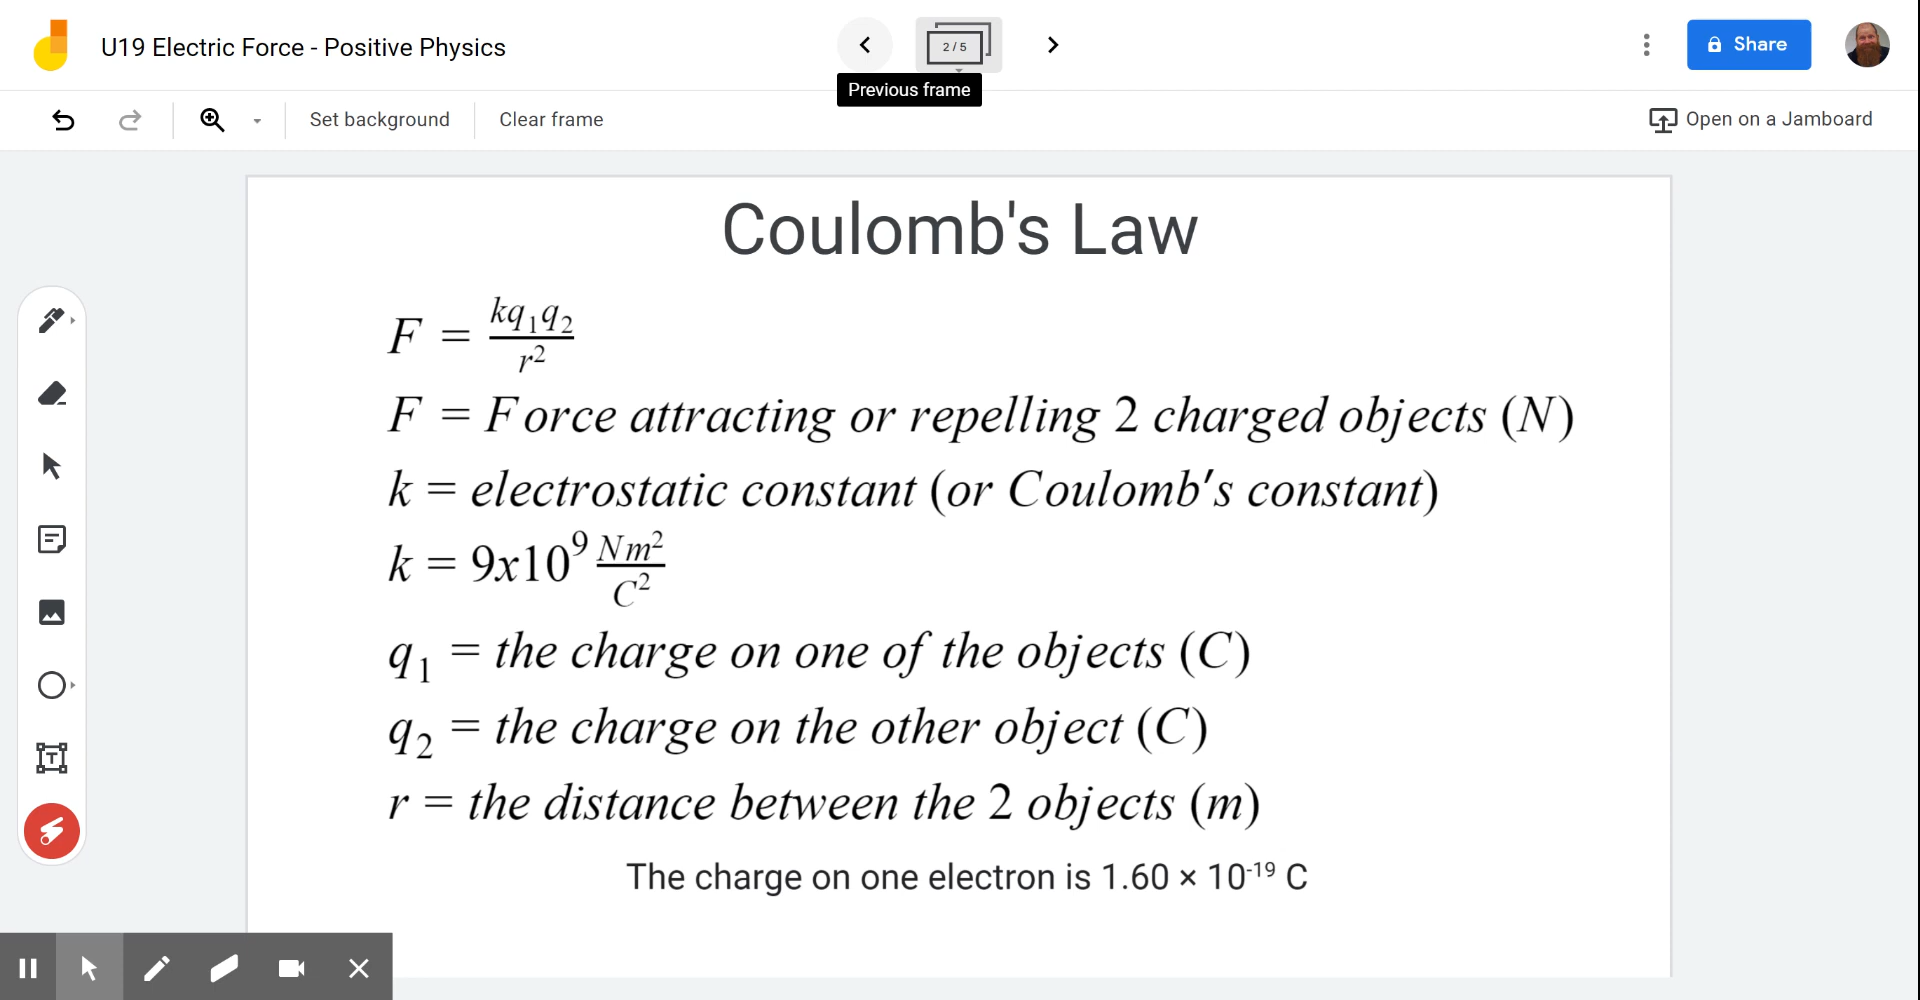 U19 Electric Force - Positive Physics
2 / 5
Share
Previous frame
Set background
Clear frame
Open on a Jamboard
Coulomb's Law
F = kq₁q₂/r²
F = Force attracting or repelling 2 charged objects (N)
k = electrostatic constant (or Coulomb's constant)
k = 9x10⁹ Nm²/C²
q₁ = the charge on one of the objects (C)
q₂ = the charge on the other object (C)
r = the distance between the 2 objects (m)
The charge on one electron is 1.60 × 10⁻¹⁹ C